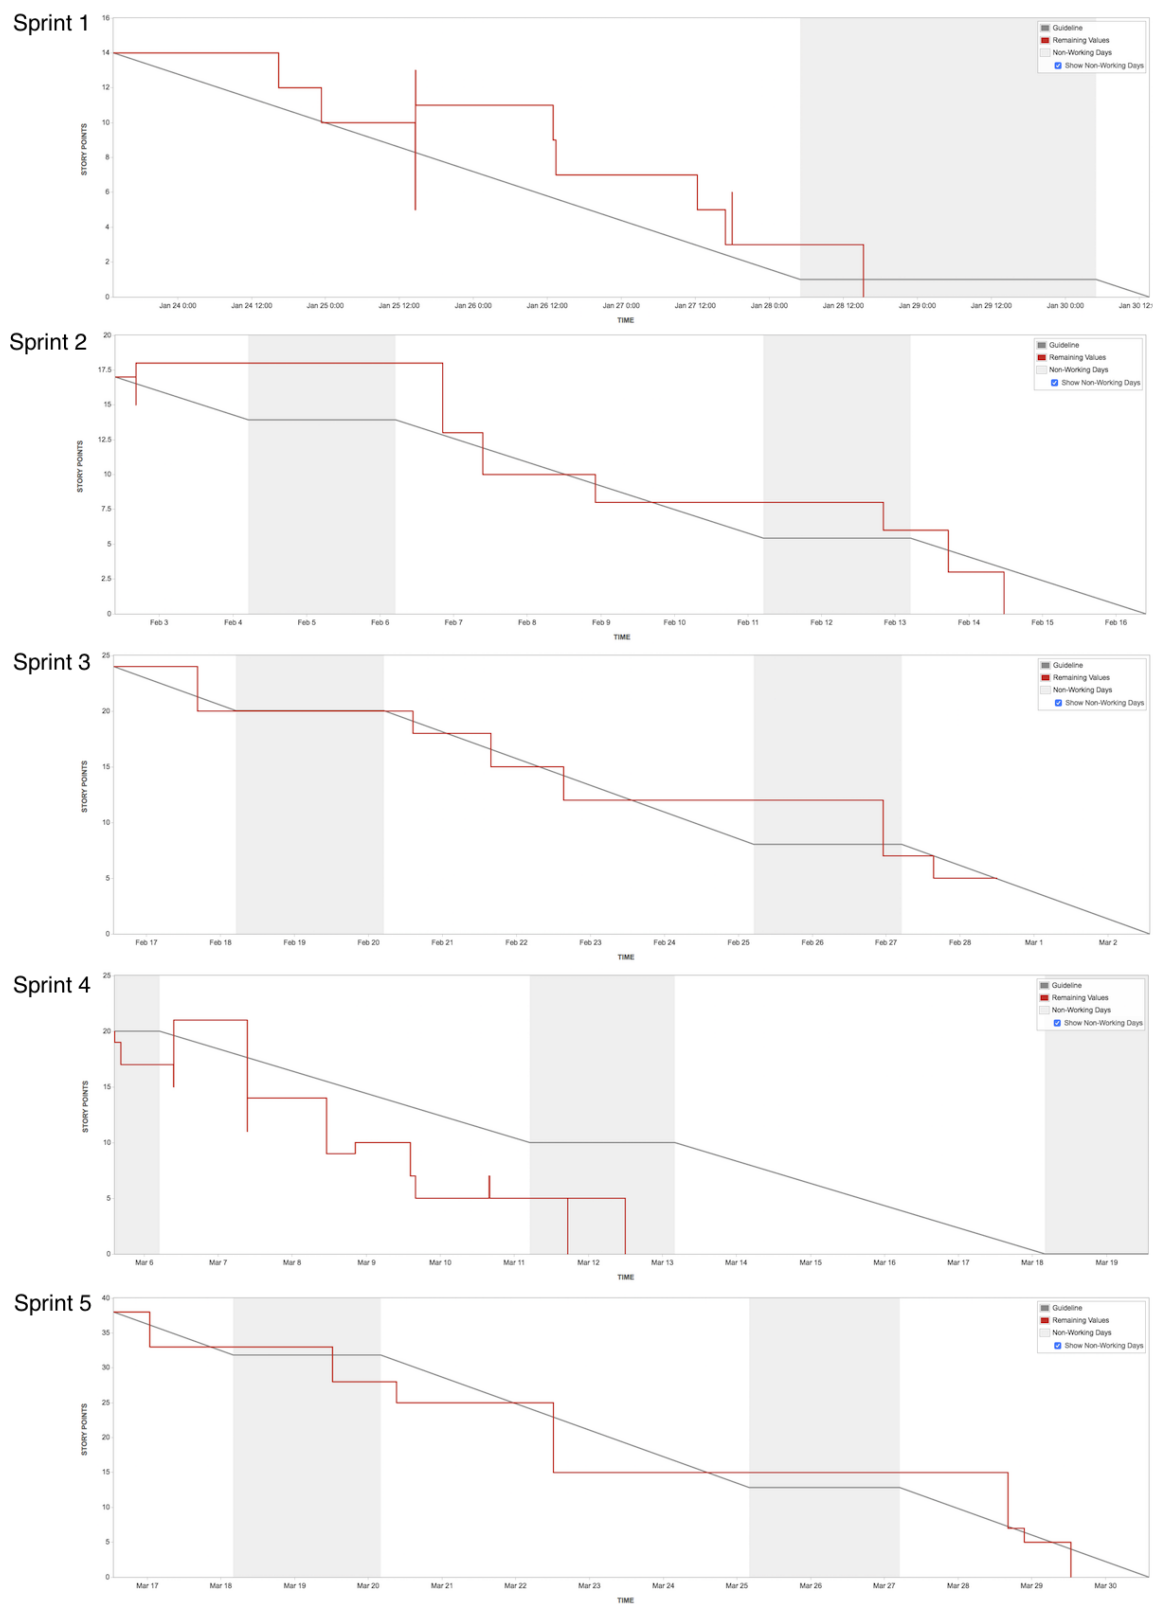 Sprint 1
16
14
12
10
8
6
4
2
0
STORY POINTS
Guideline
Remaining Values
Non-Working Days
Show Non-Working Days
Jan 24 0:00 Jan 24 12:00 Jan 25 0:00 Jan 25 12:00 Jan 26 0:00 Jan 26 12:00 Jan 27 0:00 Jan 27 12:00 Jan 28 0:00 Jan 28 12:00 Jan 29 0:00 Jan 29 12:00 Jan 30 0:00 Jan 30 12:
TIME
Sprint 2
20
17.5
15
12.5
10
7.5
5
2.5
0
STORY POINTS
Guideline
Remaining Values
Non-Working Days
Show Non-Working Days
Feb 3 Feb 4 Feb 5 Feb 6 Feb 7 Feb 8 Feb 9 Feb 10 Feb 11 Feb 12 Feb 13 Feb 14 Feb 15 Feb 16
TIME
Sprint 3
25
20
15
10
5
0
STORY POINTS
Guideline
Remaining Values
Non-Working Days
Show Non-Working Days
Feb 17 Feb 18 Feb 19 Feb 20 Feb 21 Feb 22 Feb 23 Feb 24 Feb 25 Feb 26 Feb 27 Feb 28 Mar 1 Mar 2
TIME
Sprint 4
25
20
15
10
5
0
STORY POINTS
Guideline
Remaining Values
Non-Working Days
Show Non-Working Days
Mar 6 Mar 7 Mar 8 Mar 9 Mar 10 Mar 11 Mar 12 Mar 13 Mar 14 Mar 15 Mar 16 Mar 17 Mar 18 Mar 19
TIME
Sprint 5
40
35
30
25
20
15
10
5
0
STORY POINTS
Guideline
Remaining Values
Non-Working Days
Show Non-Working Days
Mar 17 Mar 18 Mar 19 Mar 20 Mar 21 Mar 22 Mar 23 Mar 24 Mar 25 Mar 26 Mar 27 Mar 28 Mar 29 Mar 30
TIME